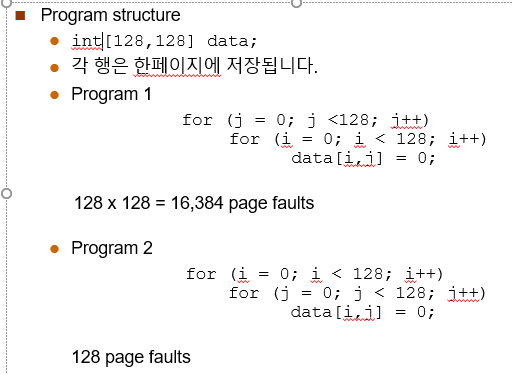 Program structure
int[128,128] data;
각 행은 한페이지에 저장됩니다.
Program 1
for (j = 0; j <128; j++)
for (i = 0; i < 128; i++)
data[i,j] = 0;
128 x 128 = 16,384 page faults
Program 2
for (i = 0; i < 128; i++)
for (j = 0; j < 128; j++)
data[i,j] = 0;
128 page faults